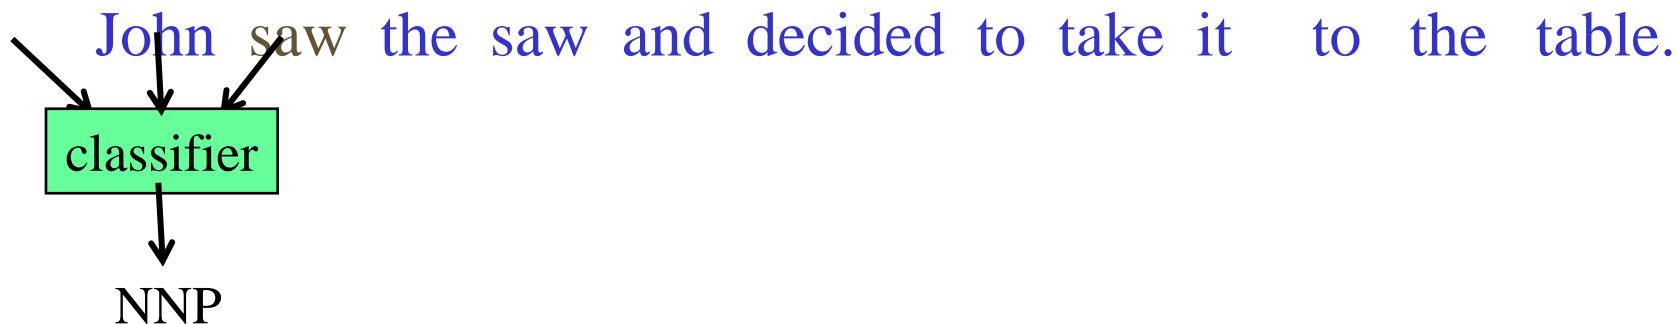 John saw the saw and decided to take it to the table.
classifier
NNP